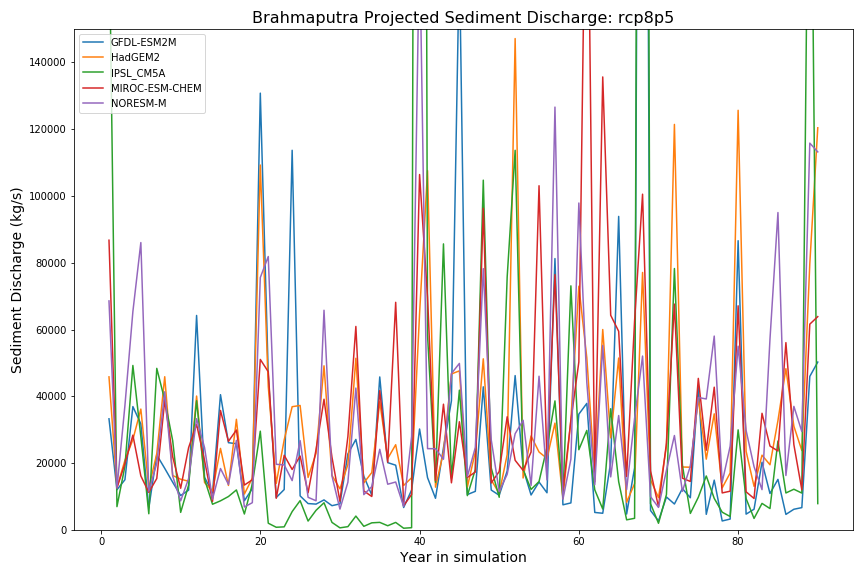 Brahmaputra Projected Sediment Discharge: rcp8p5
GFDL-ESM2M
HadGEM2
IPSL_CM5A
MIROC-ESM-CHEM
NORESM-M
140000
120000
100000
80000
60000
40000
20000
0
Sediment Discharge (kg/s)
0 20 40 60 80
Year in simulation